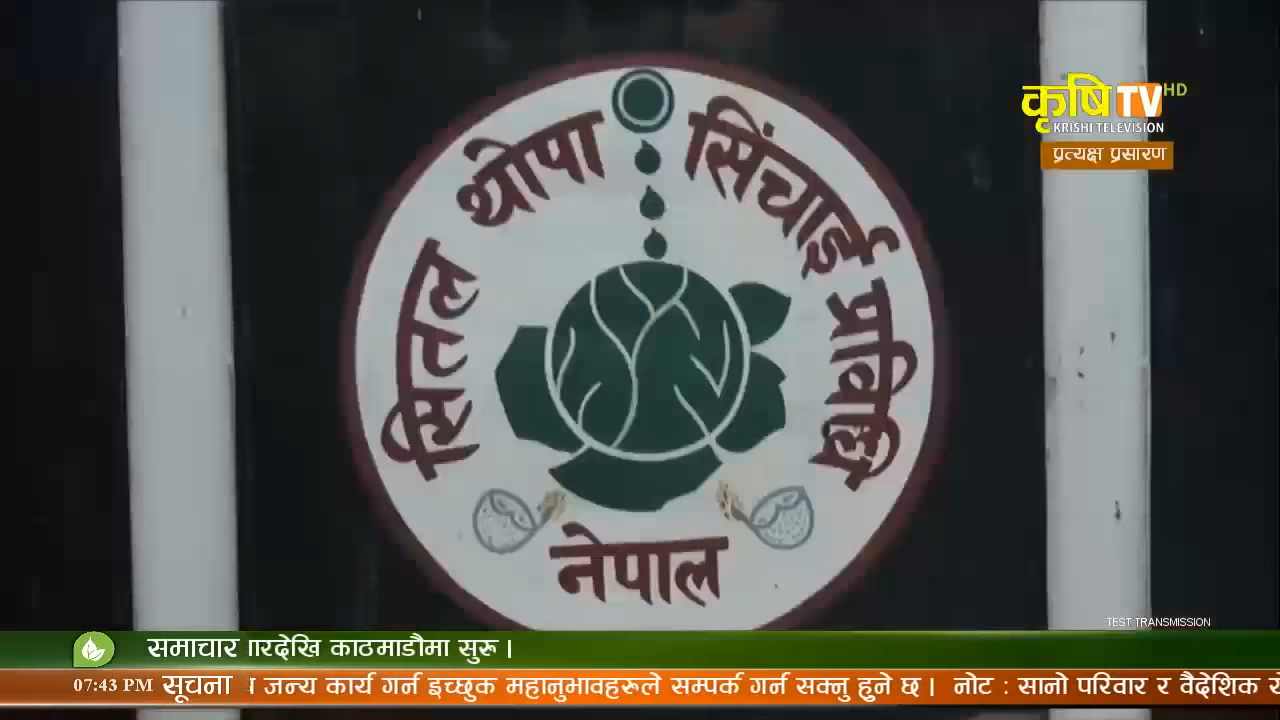 सितल थोपा सिंचाई प्रविधि
नेपाल
कृषि TV HD
KRISHI TELEVISION
प्रत्यक्ष प्रसारण
TEST TRANSMISSION
समाचार ारदेखि काठमाडौमा सुरू ।
07:43 PM सूचना जन्य कार्य गर्न इच्छुक महानुभावहरूले सम्पर्क गर्न सक्नु हुने छ । नोट : सानो परिवार र वैदेशिक